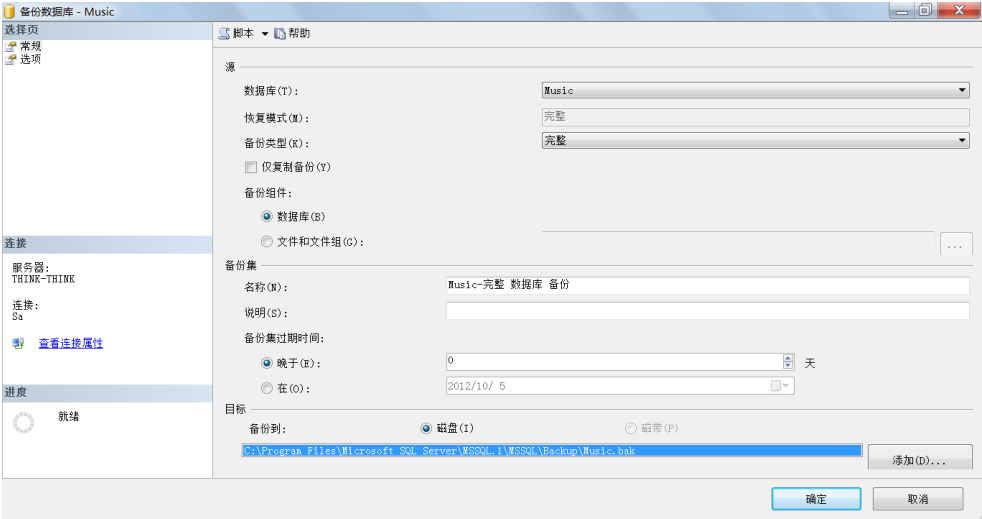 备份数据库 - Music
选择页
常规
选项
脚本 帮助
源
数据库(T): Music
恢复模式(M): 完整
备份类型(K): 完整
仅复制备份(Y)
备份组件:
数据库(B)
文件和文件组(G): ...
连接
服务器:
THINK-THINK
连接:
Sa
查看连接属性
备份集
名称(N): Music-完整 数据库 备份
说明(S):
备份集过期时间:
晚于(E): 0 天
在(O): 2012/10/ 5
进度
就绪
目标
备份到: 磁盘(I) 磁带(P)
C:\Program Files\Microsoft SQL Server\MSSQL.1\MSSQL\Backup\Music.bak
添加(D)...
确定 取消